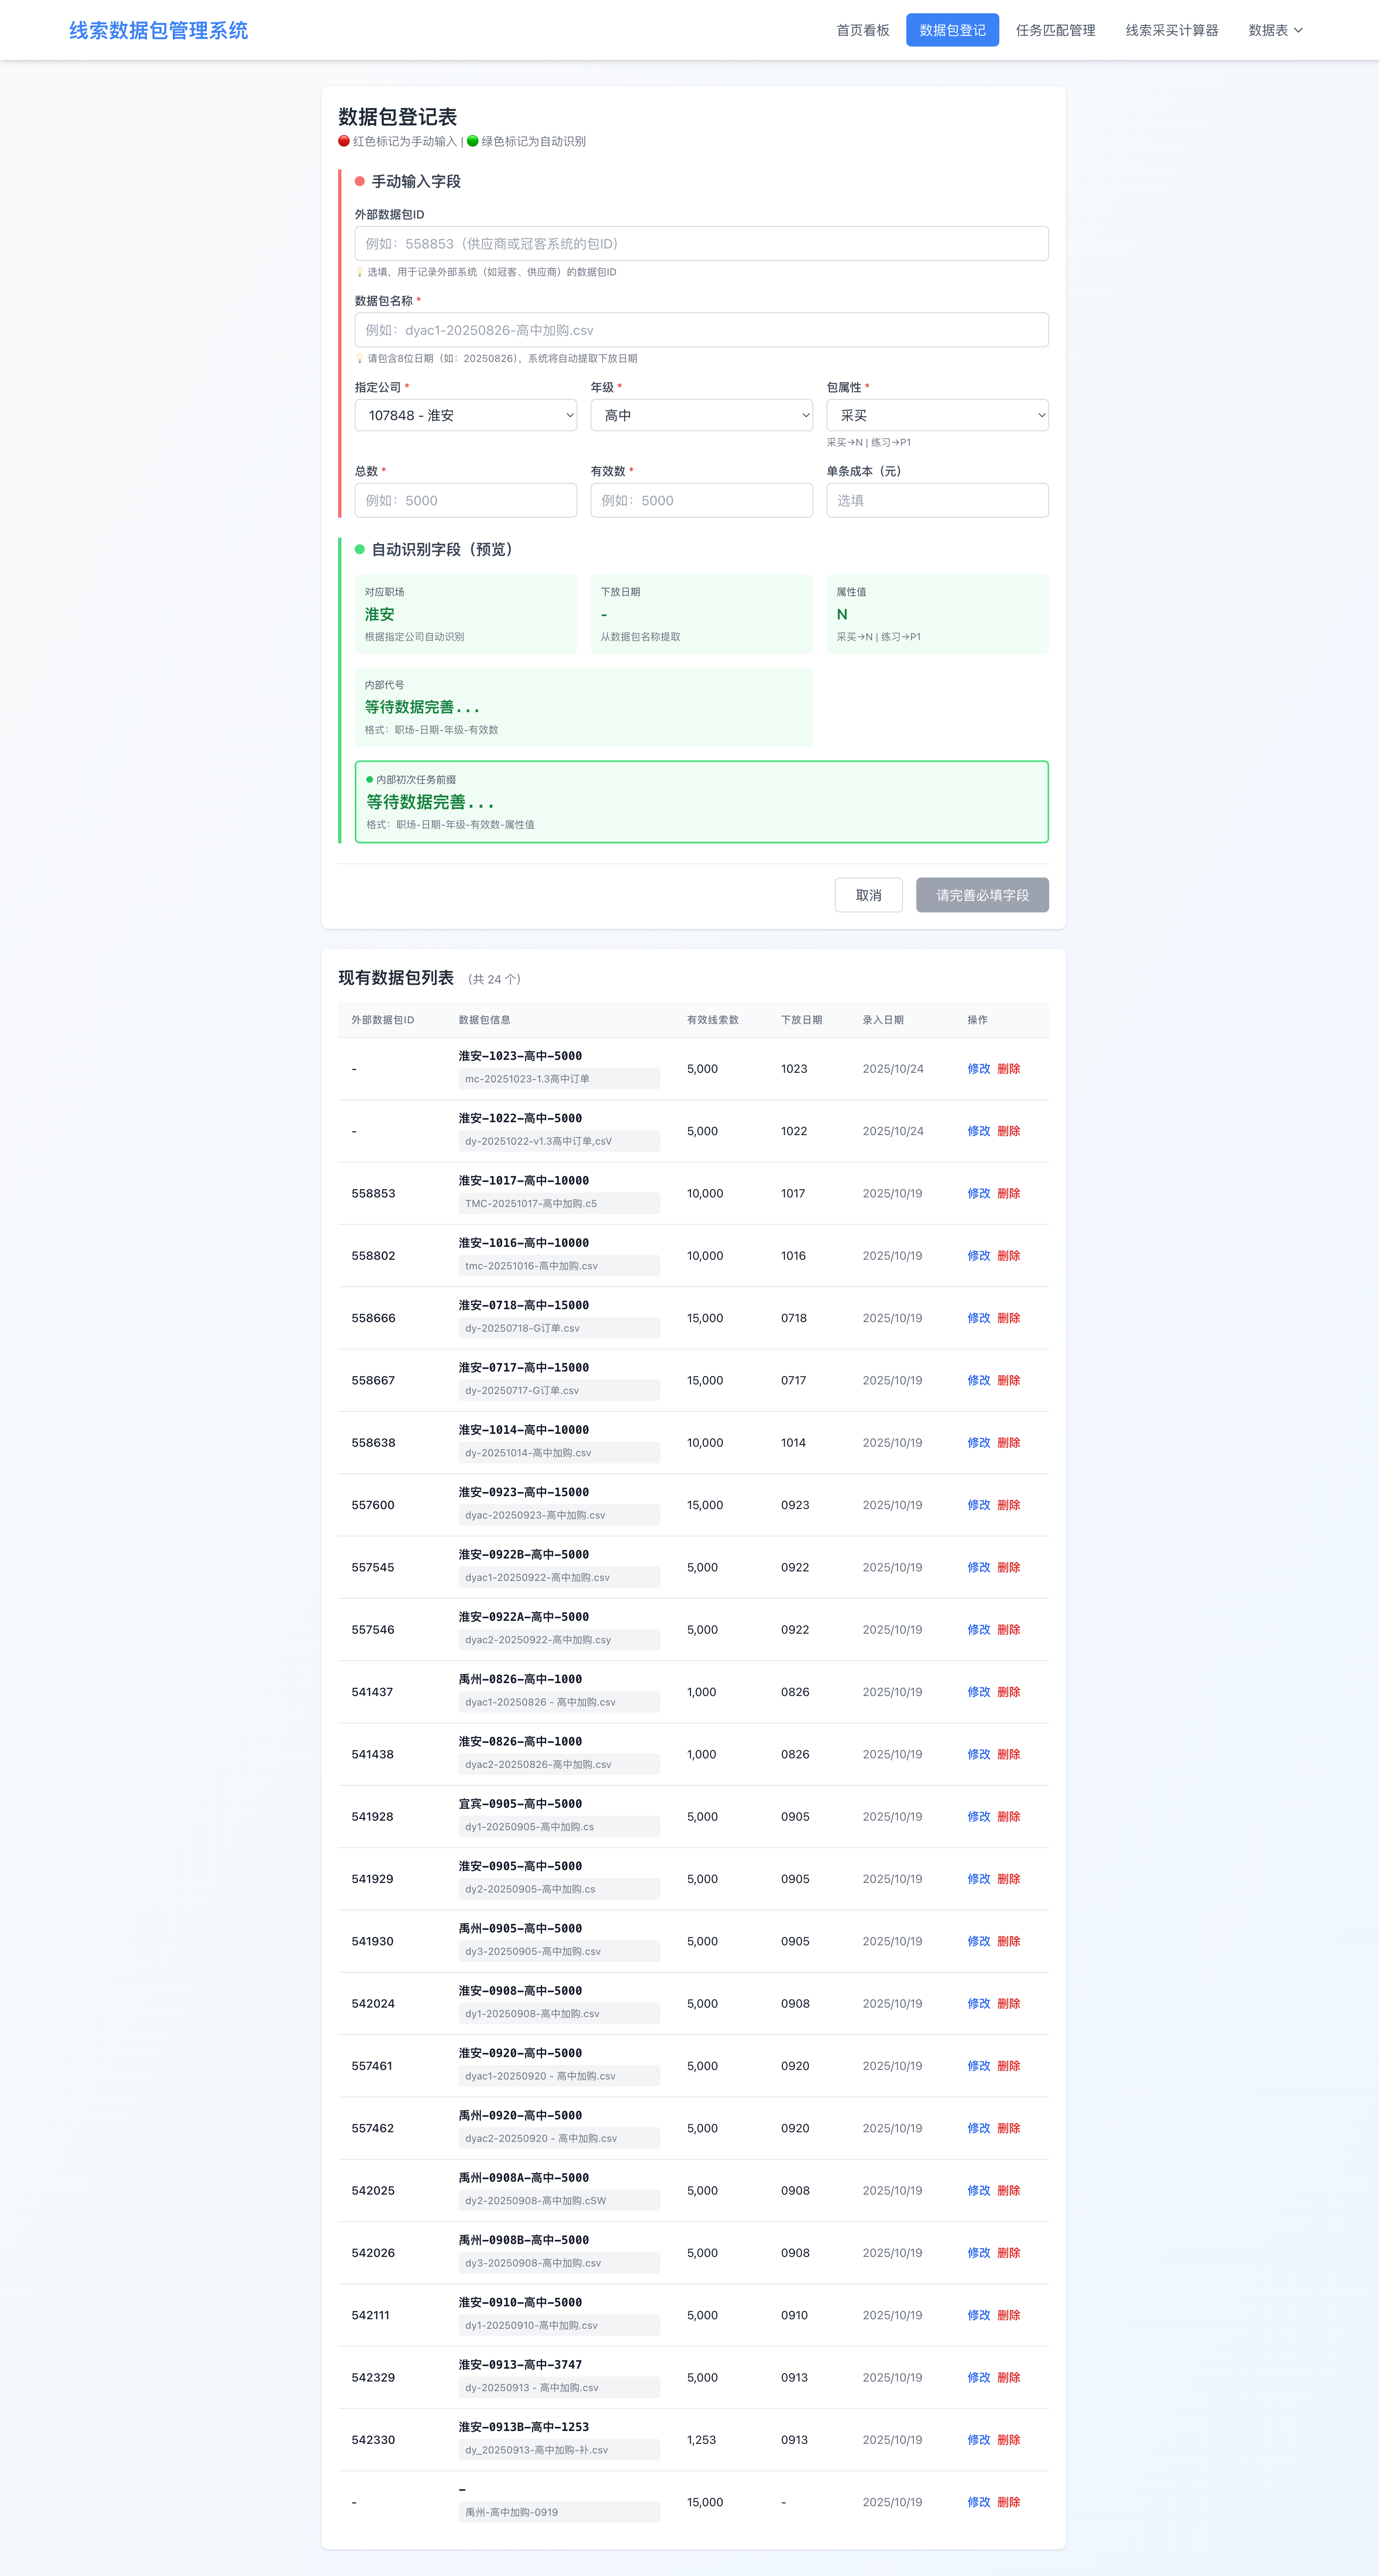 线索数据包管理系统
首页看板 数据包登记 任务匹配管理 线索采买计算器 数据表
数据包登记表
红色标记为手动输入 | 绿色标记为自动识别
手动输入字段
外部数据包ID
例如：558853（供应商或冠客系统的包ID）
选填，用于记录外部系统（如冠客、供应商）的数据包ID
数据包名称 *
例如：dyac1-20250826-高中加购.csv
请包含8位日期（如：20250826），系统将自动提取下放日期
指定公司 * 年级 * 包属性 *
107848 - 淮安 高中 采买
采买→N | 练习→P1
总数 * 有效数 * 单条成本（元）
例如：5000 例如：5000 选填
自动识别字段（预览）
对应职场 下放日期 属性值
淮安 - N
根据指定公司自动识别 从数据包名称提取 采买→N | 练习→P1
内部代号
等待数据完善...
格式：职场-日期-年级-有效数
内部初次任务前缀
等待数据完善...
格式：职场-日期-年级-有效数-属性值
取消 请完善必填字段
现有数据包列表 （共 24 个）
外部数据包ID 数据包信息 有效线索数 下放日期 录入日期 操作
淮安-1023-高中-5000
- 5,000 1023 2025/10/24 修改 删除
mc-20251023-1.3高中订单
淮安-1022-高中-5000
- 5,000 1022 2025/10/24 修改 删除
dy-20251022-v1.3高中订单,csV
淮安-1017-高中-10000
558853 10,000 1017 2025/10/19 修改 删除
TMC-20251017-高中加购.c5
淮安-1016-高中-10000
558802 10,000 1016 2025/10/19 修改 删除
tmc-20251016-高中加购.csv
淮安-0718-高中-15000
558666 15,000 0718 2025/10/19 修改 删除
dy-20250718-G订单.csv
淮安-0717-高中-15000
558667 15,000 0717 2025/10/19 修改 删除
dy-20250717-G订单.csv
淮安-1014-高中-10000
558638 10,000 1014 2025/10/19 修改 删除
dy-20251014-高中加购.csv
淮安-0923-高中-15000
557600 15,000 0923 2025/10/19 修改 删除
dyac-20250923-高中加购.csv
淮安-0922B-高中-5000
557545 5,000 0922 2025/10/19 修改 删除
dyac1-20250922-高中加购.csv
淮安-0922A-高中-5000
557546 5,000 0922 2025/10/19 修改 删除
dyac2-20250922-高中加购.csy
禹州-0826-高中-1000
541437 1,000 0826 2025/10/19 修改 删除
dyac1-20250826 - 高中加购.csv
淮安-0826-高中-1000
541438 1,000 0826 2025/10/19 修改 删除
dyac2-20250826-高中加购.csv
宜宾-0905-高中-5000
541928 5,000 0905 2025/10/19 修改 删除
dy1-20250905-高中加购.cs
淮安-0905-高中-5000
541929 5,000 0905 2025/10/19 修改 删除
dy2-20250905-高中加购.cs
禹州-0905-高中-5000
541930 5,000 0905 2025/10/19 修改 删除
dy3-20250905-高中加购.csv
淮安-0908-高中-5000
542024 5,000 0908 2025/10/19 修改 删除
dy1-20250908-高中加购.csv
淮安-0920-高中-5000
557461 5,000 0920 2025/10/19 修改 删除
dyac1-20250920 - 高中加购.csv
禹州-0920-高中-5000
557462 5,000 0920 2025/10/19 修改 删除
dyac2-20250920 - 高中加购.csv
禹州-0908A-高中-5000
542025 5,000 0908 2025/10/19 修改 删除
dy2-20250908-高中加购.cSW
禹州-0908B-高中-5000
542026 5,000 0908 2025/10/19 修改 删除
dy3-20250908-高中加购.csv
淮安-0910-高中-5000
542111 5,000 0910 2025/10/19 修改 删除
dy1-20250910-高中加购.csv
淮安-0913-高中-3747
542329 5,000 0913 2025/10/19 修改 删除
dy-20250913 - 高中加购.csv
淮安-0913B-高中-1253
542330 1,253 0913 2025/10/19 修改 删除
dy_20250913-高中加购-补.csv
-
- 15,000 - 2025/10/19 修改 删除
禹州-高中加购-0919